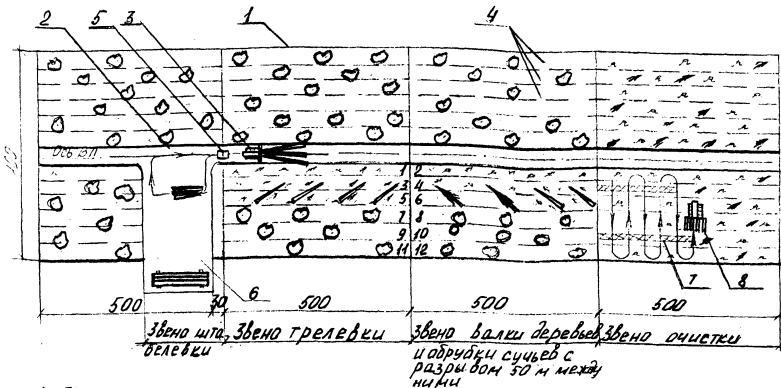 2 5 3 1 4
400
Ось ВЛ
1 2
3 4
5 6
7 8
9 10
11 12
6 7 8
500 30 500 500 500
Звено шта-
белевки
Звено трелевки
Звено валки деревьев
и обрубки сучьев с
разрывом 50 м между
ними
Звено очистки